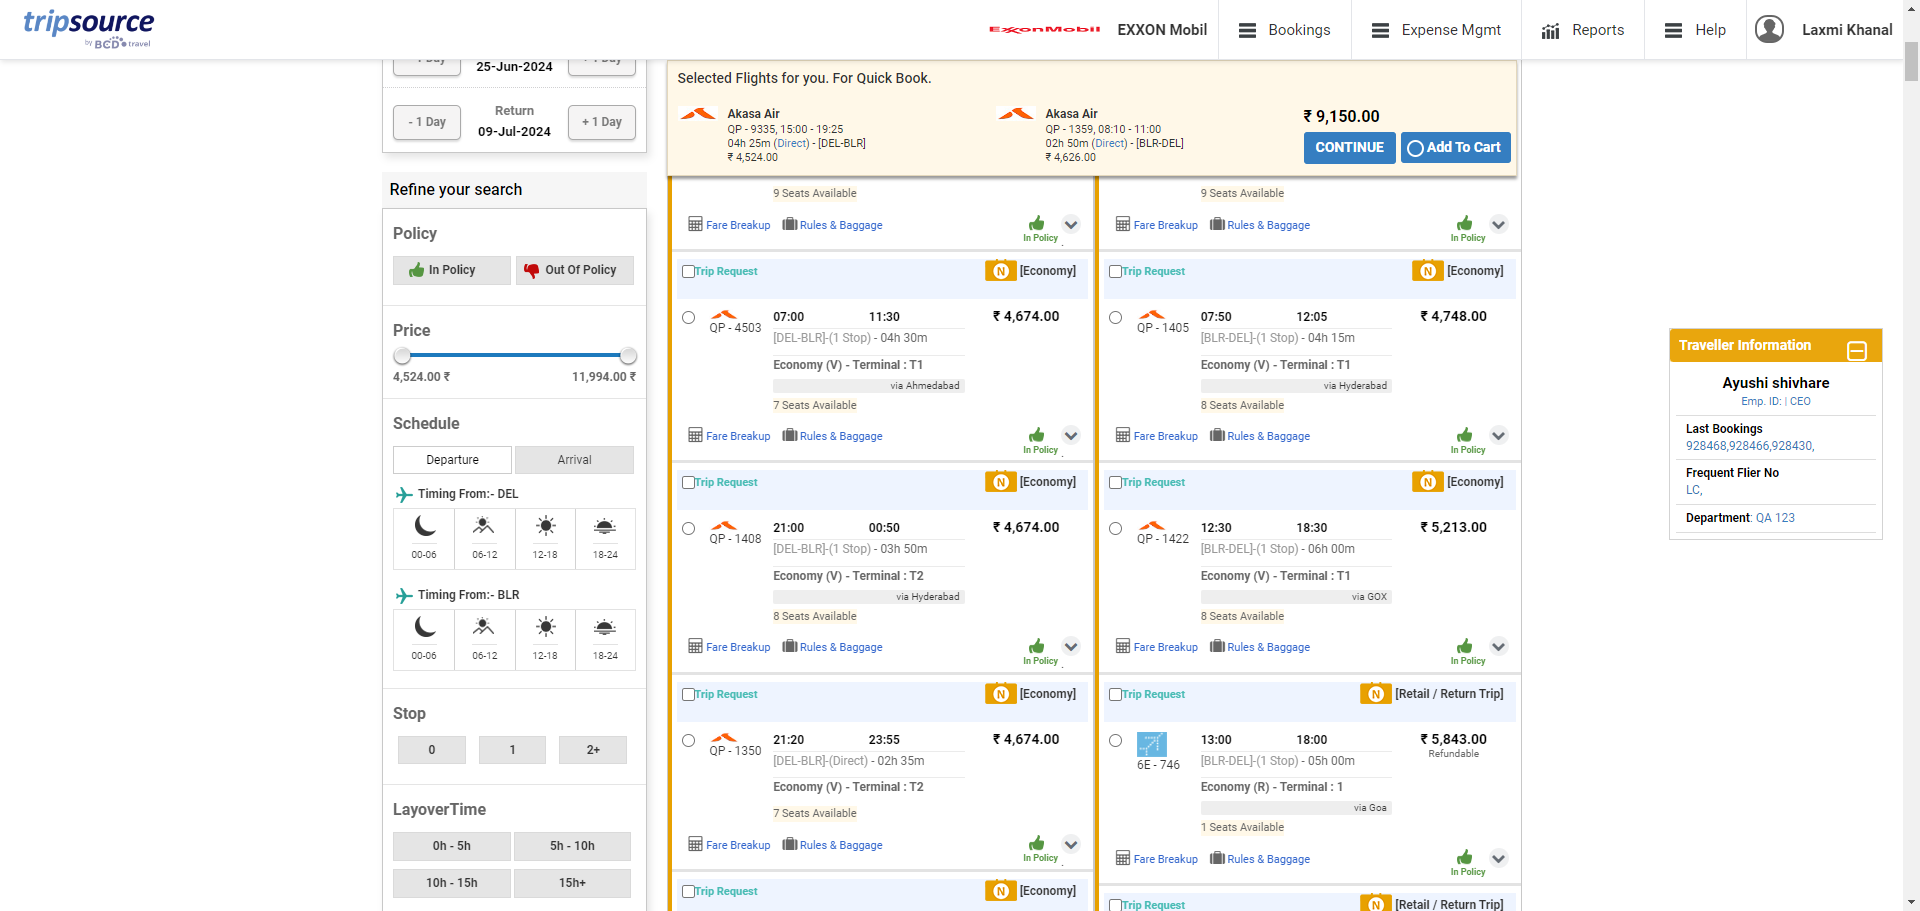 tripsource
by BCD travel
ExxonMobil
EXXON Mobil
Bookings
Expense Mgmt
Reports
Help
Laxmi Khanal
25-Jun-2024
- 1 Day
Return
09-Jul-2024
+ 1 Day
Refine your search
Policy
In Policy
Out Of Policy
Price
4,524.00 ₹
11,994.00 ₹
Schedule
Departure
Arrival
Timing From:- DEL
00-06
06-12
12-18
18-24
Timing From:- BLR
00-06
06-12
12-18
18-24
Stop
0
1
2+
LayoverTime
0h - 5h
5h - 10h
10h - 15h
15h+
Selected Flights for you. For Quick Book.
Akasa Air
QP - 9335, 15:00 - 19:25
04h 25m (Direct) - [DEL-BLR]
₹ 4,524.00
Akasa Air
QP - 1359, 08:10 - 11:00
02h 50m (Direct) - [BLR-DEL]
₹ 4,626.00
₹ 9,150.00
CONTINUE
Add To Cart
9 Seats Available
Fare Breakup
Rules & Baggage
In Policy
Trip Request
N
[Economy]
QP - 4503
07:00
11:30
₹ 4,674.00
[DEL-BLR]-(1 Stop) - 04h 30m
Economy (V) - Terminal : T1
via Ahmedabad
7 Seats Available
Fare Breakup
Rules & Baggage
In Policy
Trip Request
N
[Economy]
QP - 1408
21:00
00:50
₹ 4,674.00
[DEL-BLR]-(1 Stop) - 03h 50m
Economy (V) - Terminal : T2
via Hyderabad
8 Seats Available
Fare Breakup
Rules & Baggage
In Policy
Trip Request
N
[Economy]
QP - 1350
21:20
23:55
₹ 4,674.00
[DEL-BLR]-(Direct) - 02h 35m
Economy (V) - Terminal : T2
7 Seats Available
Fare Breakup
Rules & Baggage
In Policy
Trip Request
N
[Economy]
9 Seats Available
Fare Breakup
Rules & Baggage
In Policy
Trip Request
N
[Economy]
QP - 1405
07:50
12:05
₹ 4,748.00
[BLR-DEL]-(1 Stop) - 04h 15m
Economy (V) - Terminal : T1
via Hyderabad
8 Seats Available
Fare Breakup
Rules & Baggage
In Policy
Trip Request
N
[Economy]
QP - 1422
12:30
18:30
₹ 5,213.00
[BLR-DEL]-(1 Stop) - 06h 00m
Economy (V) - Terminal : T1
via GOX
8 Seats Available
Fare Breakup
Rules & Baggage
In Policy
Trip Request
N
[Retail / Return Trip]
6E - 746
13:00
18:00
₹ 5,843.00
Refundable
[BLR-DEL]-(1 Stop) - 05h 00m
Economy (R) - Terminal : 1
via Goa
1 Seats Available
Fare Breakup
Rules & Baggage
In Policy
Trip Request
N
[Retail / Return Trip]
Traveller Information
Ayushi shivhare
Emp. ID: | CEO
Last Bookings
928468,928466,928430,
Frequent Flier No
LC,
Department: QA 123